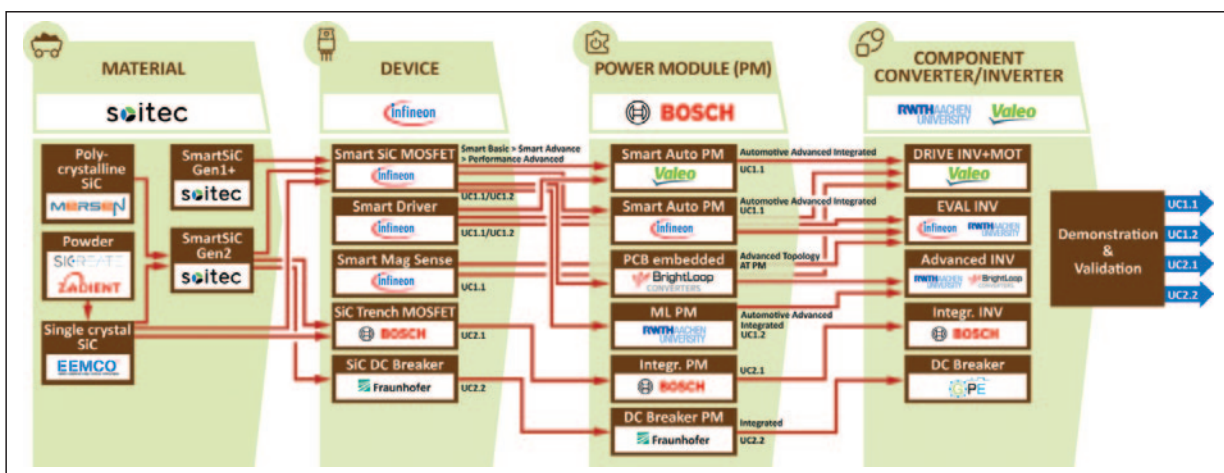 MATERIAL
soitec
Poly-
crystalline
SiC
MERSEN
Powder
SiCREATE
ZADIENT
Single crystal
SiC
EEMCO
SmartSiC
Gen1+
soitec
SmartSiC
Gen2
soitec
DEVICE
infineon
Smart SiC MOSFET
infineon
Smart Basic > Smart Advance
> Performance Advanced
UC1.1/UC1.2
Smart Driver
infineon
UC1.1/UC1.2
Smart Mag Sense
infineon
UC1.1
SiC Trench MOSFET
BOSCH
UC2.1
SiC DC Breaker
Fraunhofer
UC2.2
POWER MODULE (PM)
BOSCH
Smart Auto PM
Valeo
Automotive Advanced Integrated
UC1.1
Smart Auto PM
infineon
Automotive Advanced Integrated
UC1.1
PCB embedded
BrightLoop
CONVERTERS
Advanced Topology
AT PM
ML PM
RWTH AACHEN
UNIVERSITY
Automotive Advanced
Integrated
UC1.2
Integr. PM
BOSCH
UC2.1
DC Breaker PM
Fraunhofer
Integrated
UC2.2
COMPONENT
CONVERTER/INVERTER
RWTH AACHEN
UNIVERSITY
Valeo
DRIVE INV+MOT
Valeo
EVAL INV
infineon
RWTH AACHEN
UNIVERSITY
Advanced INV
RWTH AACHEN
UNIVERSITY
BrightLoop
CONVERTERS
Integr. INV
BOSCH
DC Breaker
GPE
Demonstration
&
Validation
UC1.1
UC1.2
UC2.1
UC2.2